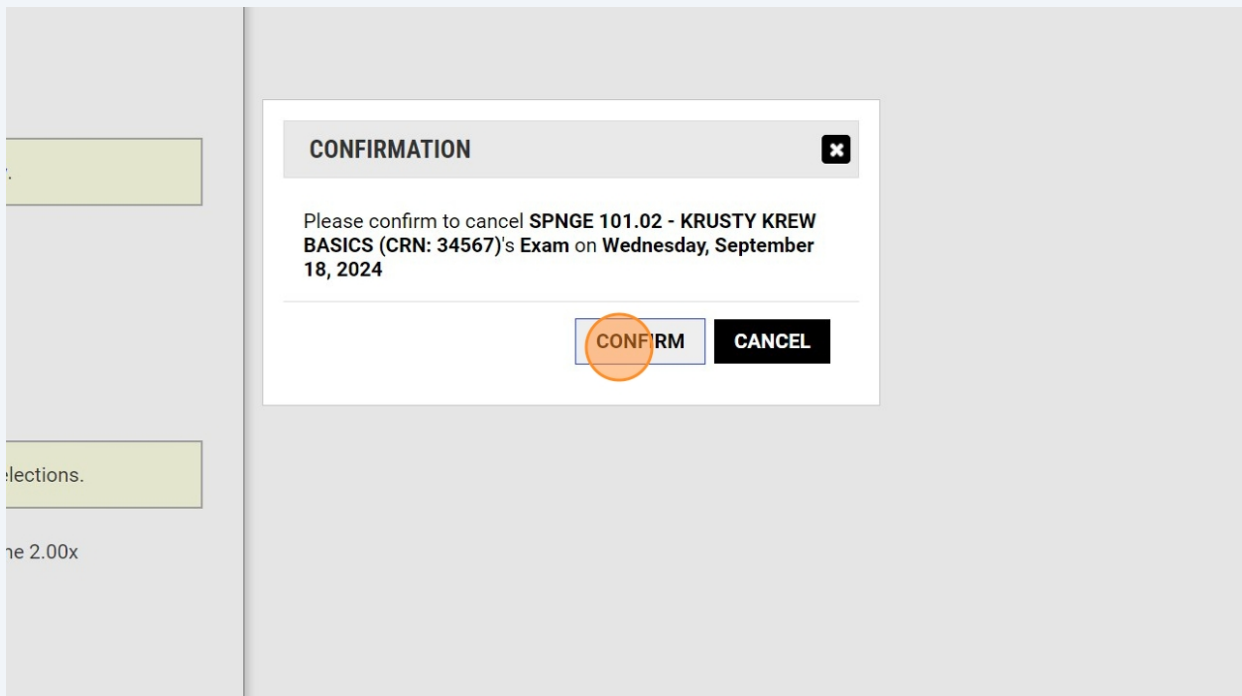 CONFIRMATION
Please confirm to cancel SPNGE 101.02 - KRUSTY KREW
BASICS (CRN: 34567)'s Exam on Wednesday, September
18, 2024
CONFIRM CANCEL
elections.
2.00x